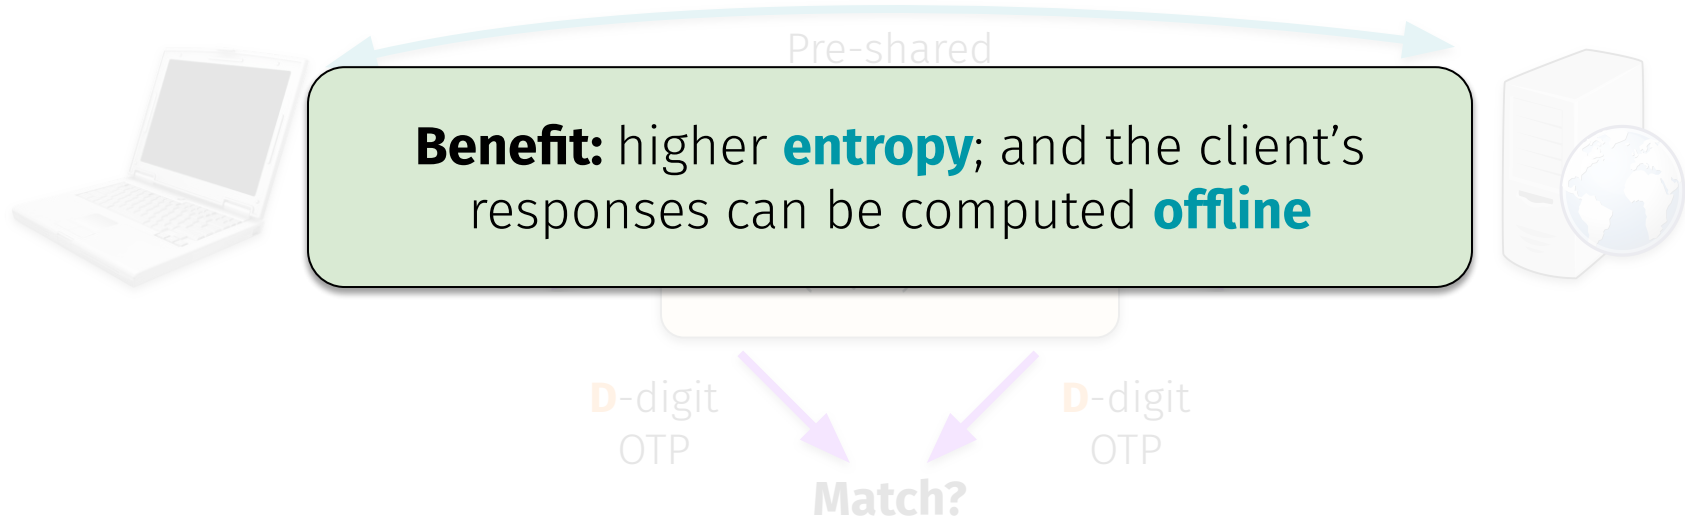 Pre-shared
Benefit: higher entropy; and the client’s
responses can be computed offline
D-digit
OTP
D-digit
OTP
Match?